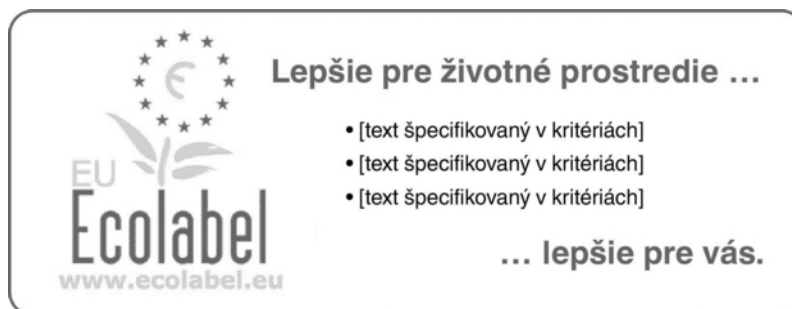 Lepšie pre životné prostredie …
• [text špecifikovaný v kritériách]
• [text špecifikovaný v kritériách]
• [text špecifikovaný v kritériách]
… lepšie pre vás.
EU
Ecolabel
www.ecolabel.eu